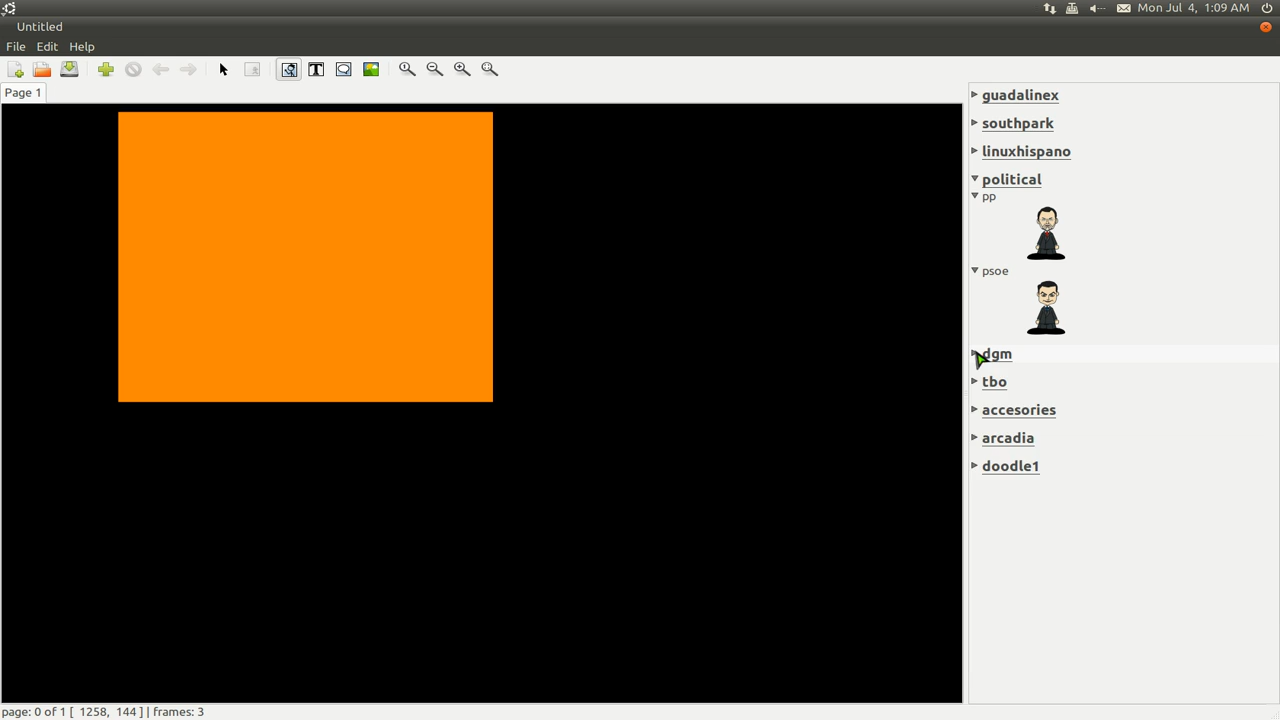 Mon Jul 4, 1:09 AM
Untitled
File Edit Help
Page 1
guadalinex
southpark
linuxhispano
political
pp
psoe
dgm
tbo
accesories
arcadia
doodle1
page: 0 of 1 [ 1258, 144 ] | frames: 3